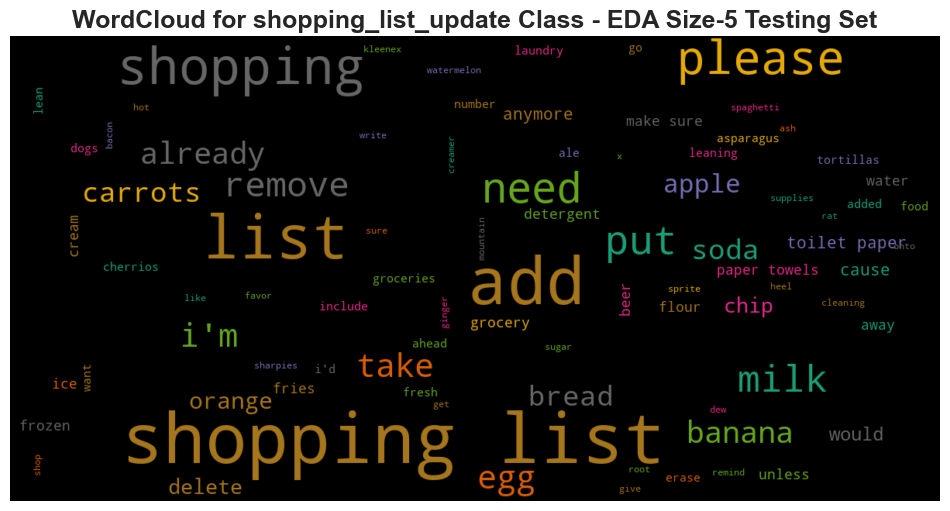 WordCloud for shopping_list_update Class - EDA Size-5 Testing Set
shopping
kleenex
laundry
go
please
watermelon
lean
hot
number
anymore
spaghetti
make sure
ash
bacon
write
asparagus
dogs
already
creamer
ale
x
leaning
tortillas
carrots
remove
need
apple
water
supplies
added
food
detergent
rat
cream
list
sure
mountain
put
soda
toilet paper
onto
cherrios
groceries
add
paper towels
cause
like
favor
include
ginger
beer
sprite
heel
flour
chip
cleaning
grocery
away
i'm
ahead
sugar
sharpies
i'd
take
ice
want
fries
fresh
milk
orange
get
bread
dew
frozen
shopping list
banana
would
shop
delete
egg
root
give
erase
remind
unless